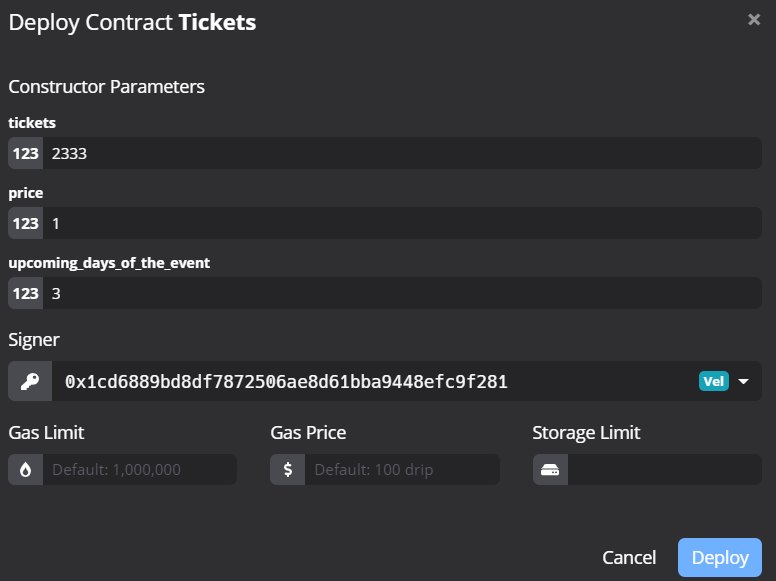 Deploy Contract Tickets
×
Constructor Parameters
tickets
123 2333
price
123 1
upcoming_days_of_the_event
123 3
Signer
0x1cd6889bd8df7872506ae8d61bba9448efc9f281 Vel
Gas Limit Gas Price Storage Limit
Default: 1,000,000 $ Default: 100 drip
Cancel Deploy